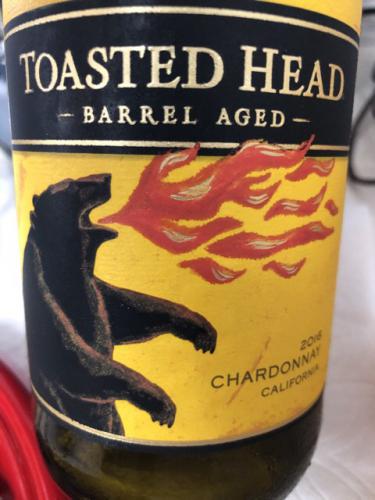 TOASTED HEAD
– BARREL AGED –
2016
CHARDONNAY
CALIFORNIA